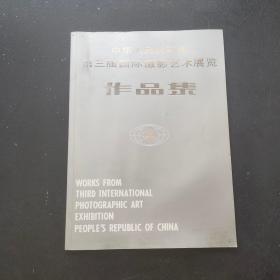 中华人民共和国
第三届国际摄影艺术展览
作品集
WORKS FROM
THIRD INTERNATIONAL
PHOTOGRAPHIC ART
EXHIBITION
PEOPLE'S REPUBLIC OF CHINA